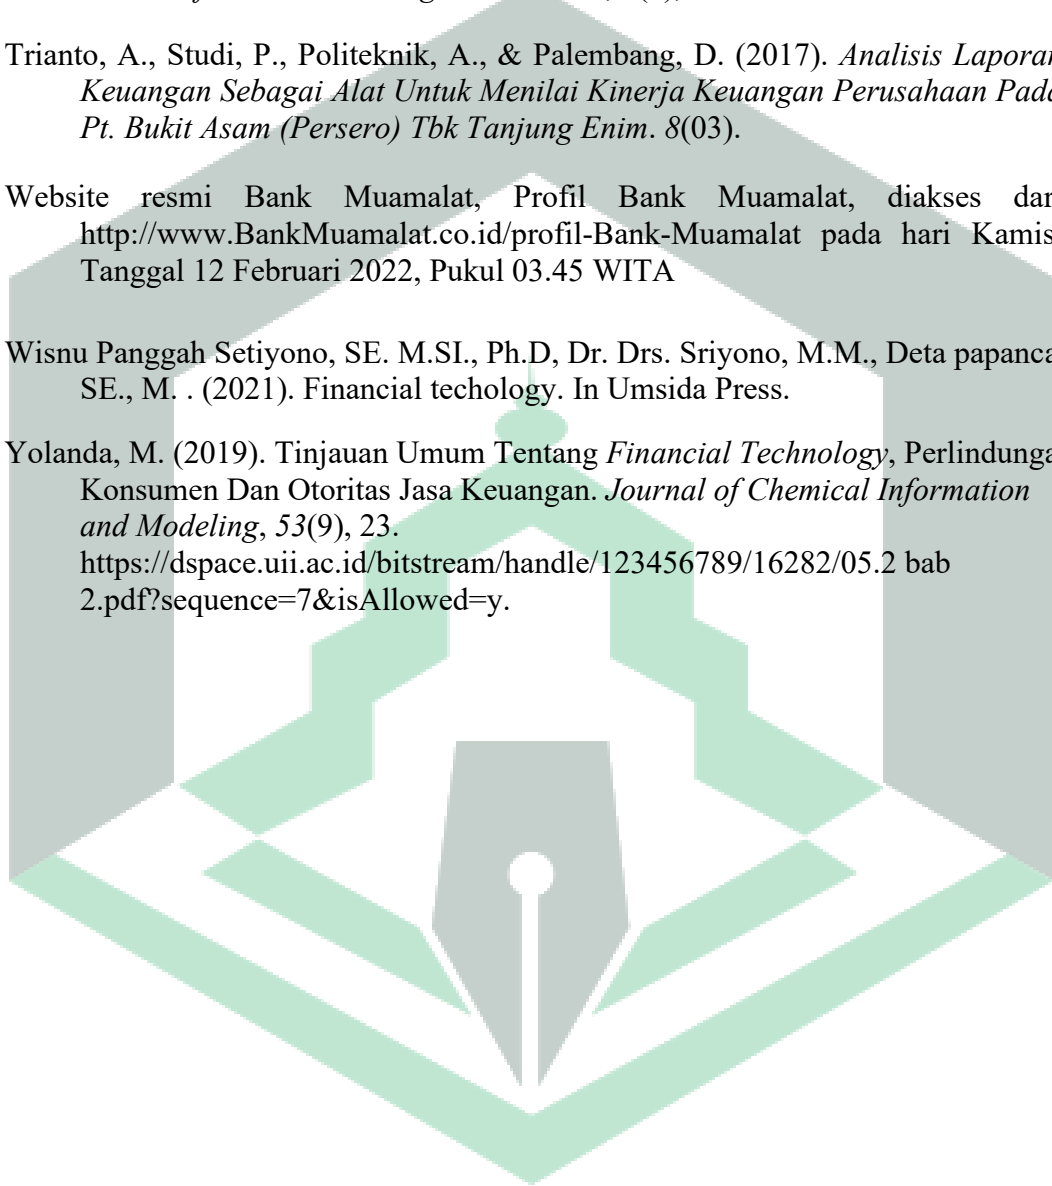 Trianto, A., Studi, P., Politeknik, A., & Palembang, D. (2017). Analisis Laporan
Keuangan Sebagai Alat Untuk Menilai Kinerja Keuangan Perusahaan Pada
Pt. Bukit Asam (Persero) Tbk Tanjung Enim. 8(03).
Website resmi Bank Muamalat, Profil Bank Muamalat, diakses dar
http://www.BankMuamalat.co.id/profil-Bank-Muamalat pada hari Kamis
Tanggal 12 Februari 2022, Pukul 03.45 WITA
Wisnu Panggah Setiyono, SE. M.SI., Ph.D, Dr. Drs. Sriyono, M.M., Deta papanca
SE., M. . (2021). Financial techology. In Umsida Press.
Yolanda, M. (2019). Tinjauan Umum Tentang Financial Technology, Perlindunga
Konsumen Dan Otoritas Jasa Keuangan. Journal of Chemical Information
and Modeling, 53(9), 23.
https://dspace.uii.ac.id/bitstream/handle/123456789/16282/05.2 bab
2.pdf?sequence=7&isAllowed=y.